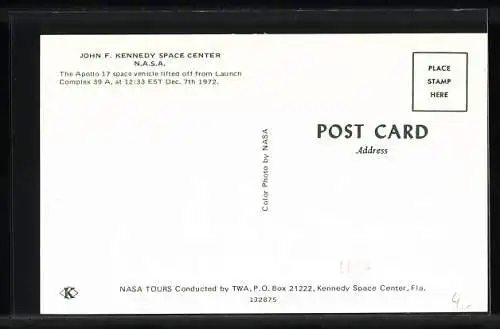 JOHN F. KENNEDY SPACE CENTER
N.A.S.A.
The Apollo 17 space vehicle lifted off from Launch
Complex 39 A, at 12:33 EST Dec. 7th 1972.
PLACE
STAMP
HERE
POST CARD
Address
Color Photo by NASA
K
NASA TOURS Conducted by TWA, P.O. Box 21222, Kennedy Space Center, Fla.
132875
4,-